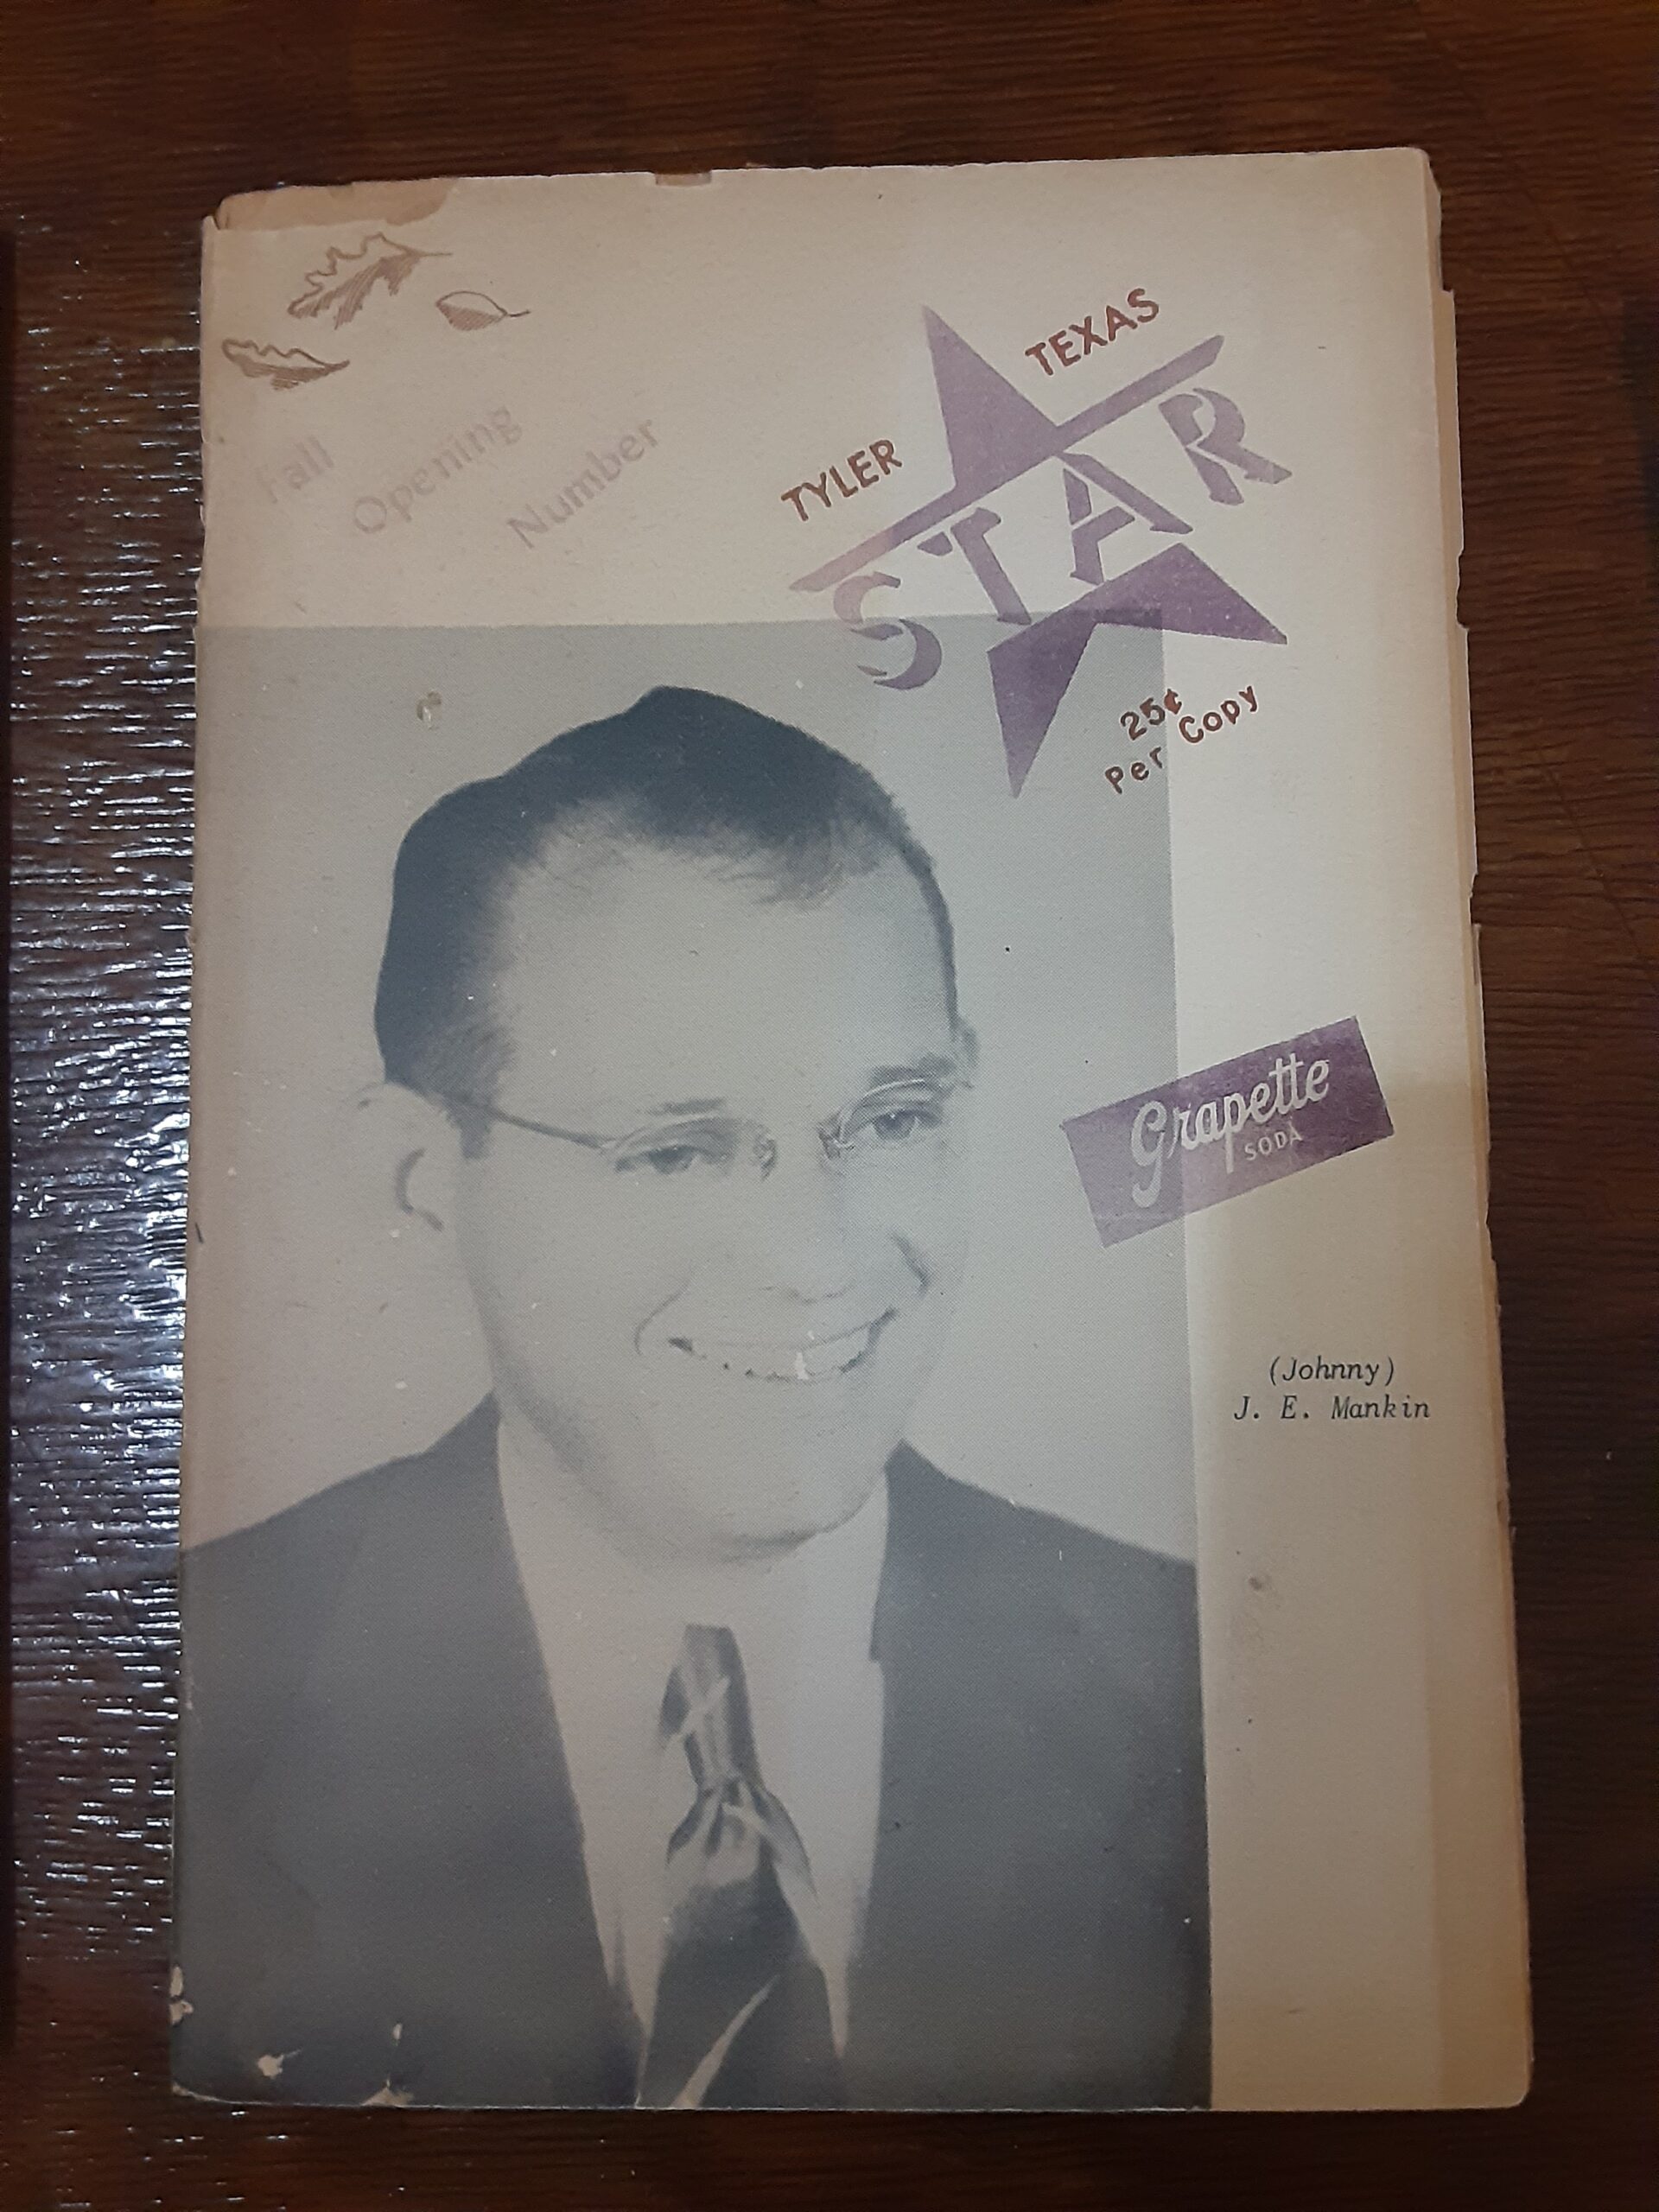 Fall
Opening
Number
TYLER TEXAS
STAR
25¢
Per Copy
Grapette
SODA
(Johnny)
J. E. Mankin